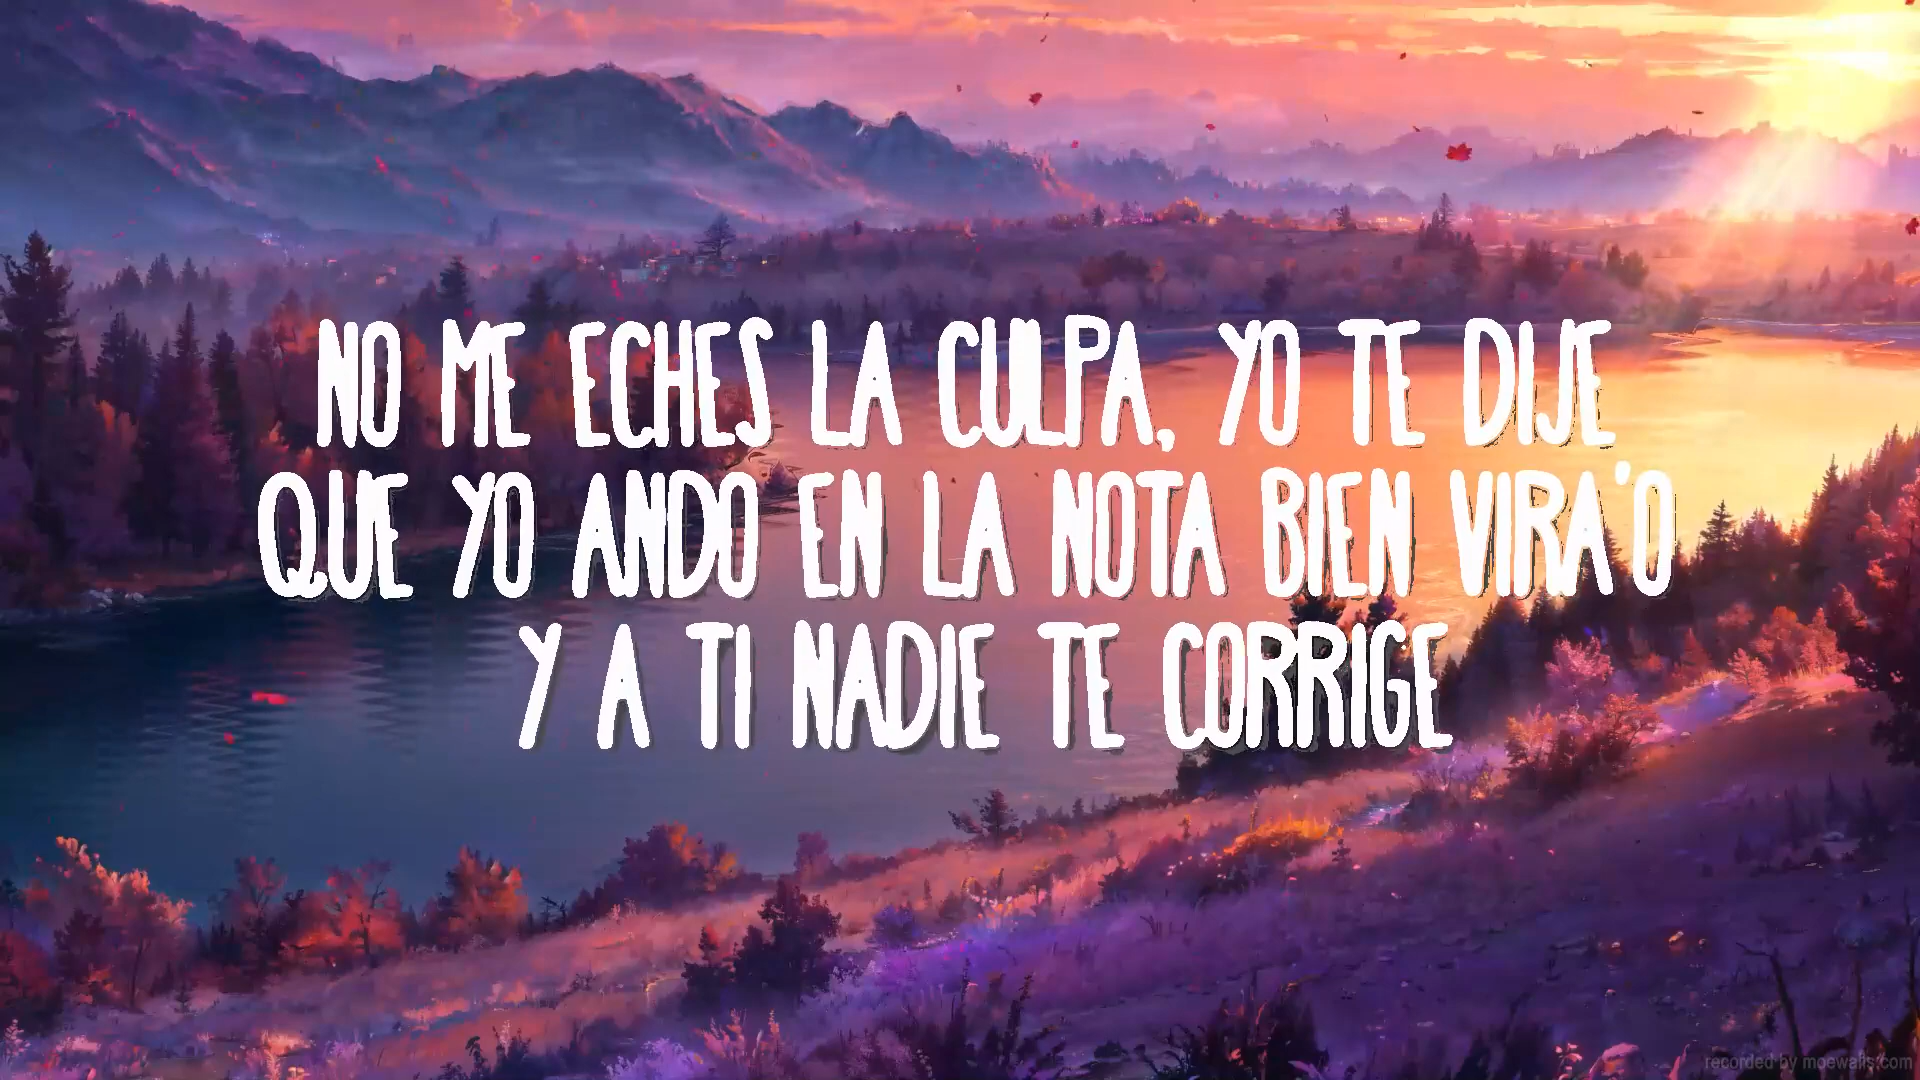 NO ME ECHES LA CULPA, YO TE DIJE
QUE YO ANDO EN LA NOTA BIEN VIRA'O
Y A TI NADIE TE CORRIGE
recorded by moewalls.com